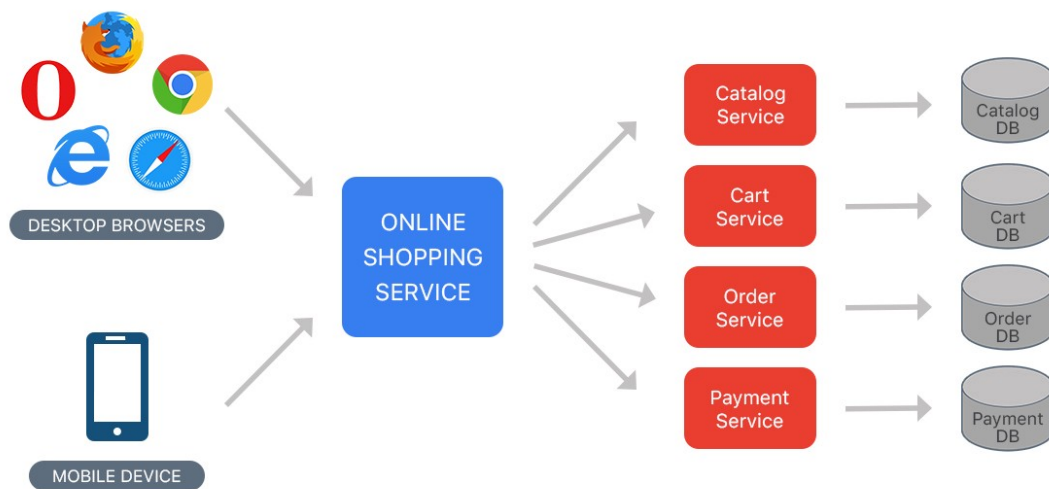 DESKTOP BROWSERS
MOBILE DEVICE
ONLINE
SHOPPING
SERVICE
Catalog
Service
Cart
Service
Order
Service
Payment
Service
Catalog
DB
Cart
DB
Order
DB
Payment
DB